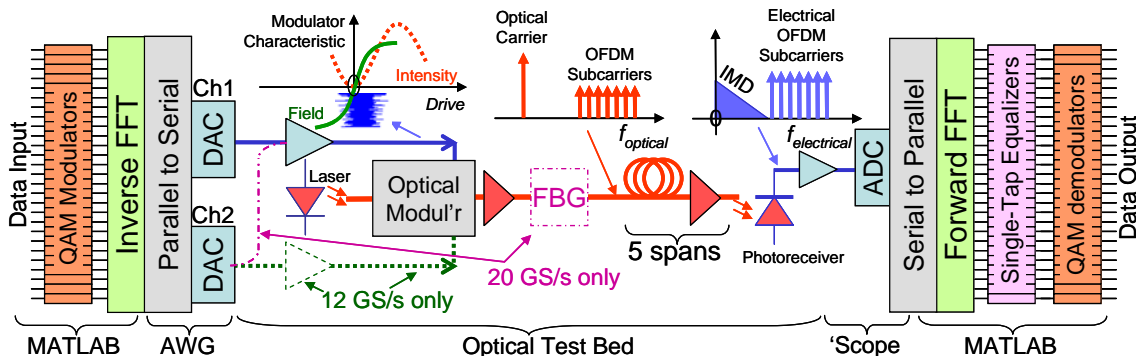 Data Input
QAM Modulators
Inverse FFT
Parallel to Serial
Ch1
DAC
Ch2
DAC
Modulator
Characteristic
Intensity
Drive
0
Field
Laser
Optical
Modul'r
12 GS/s only
20 GS/s only
FBG
Optical
Carrier
OFDM
Subcarriers
f optical
5 spans
Electrical
OFDM
Subcarriers
IMD
0
f electrical
Photoreceiver
ADC
Serial to Parallel
Forward FFT
Single-Tap Equalizers
QAM demodulators
Data Output
MATLAB
AWG
Optical Test Bed
'Scope
MATLAB